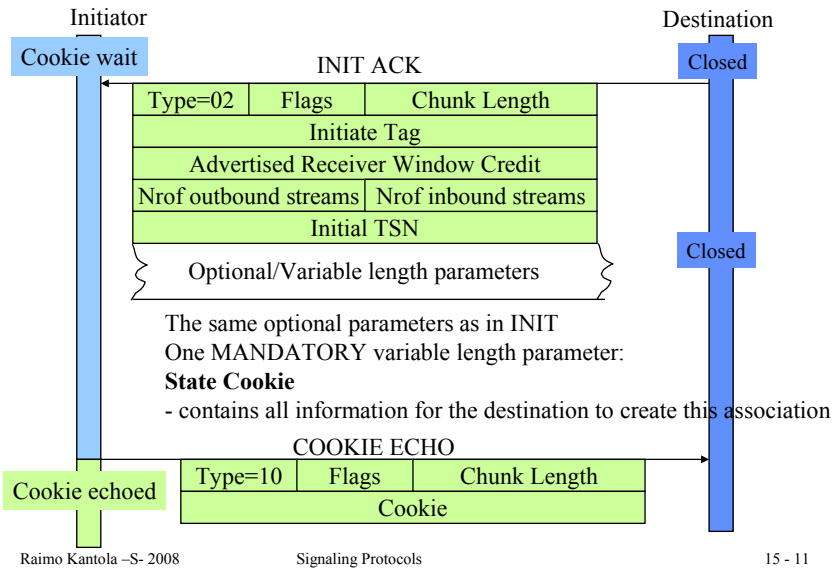 Initiator
Destination
Cookie wait
INIT ACK
Closed
Type=02 Flags Chunk Length
Initiate Tag
Advertised Receiver Window Credit
Nrof outbound streams Nrof inbound streams
Initial TSN
Closed
Optional/Variable length parameters
The same optional parameters as in INIT
One MANDATORY variable length parameter:
State Cookie
- contains all information for the destination to create this association
COOKIE ECHO
Cookie echoed
Type=10 Flags Chunk Length
Cookie
Raimo Kantola –S- 2008 Signaling Protocols 15 - 11